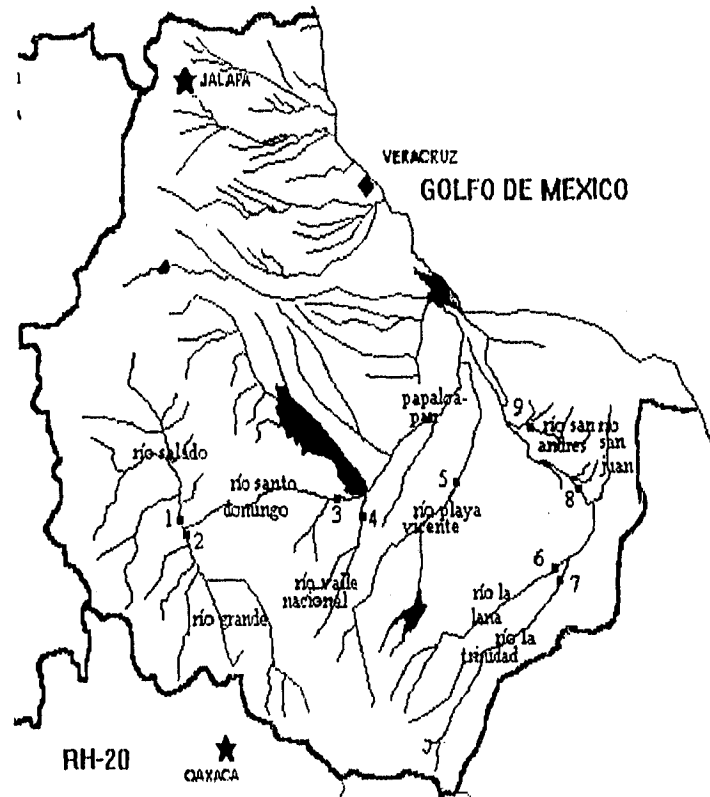 JALAPA
VERACRUZ
GOLFO DE MEXICO
papaloa-
pan
9
río san
andres
río
san
juan
río salado
río santo
domingo
5
8
1
2
3
4
río playa
vicente
6
7
río valle
nacional
río la
lana
río grande
río la
trinidad
RH-20
OAXACA